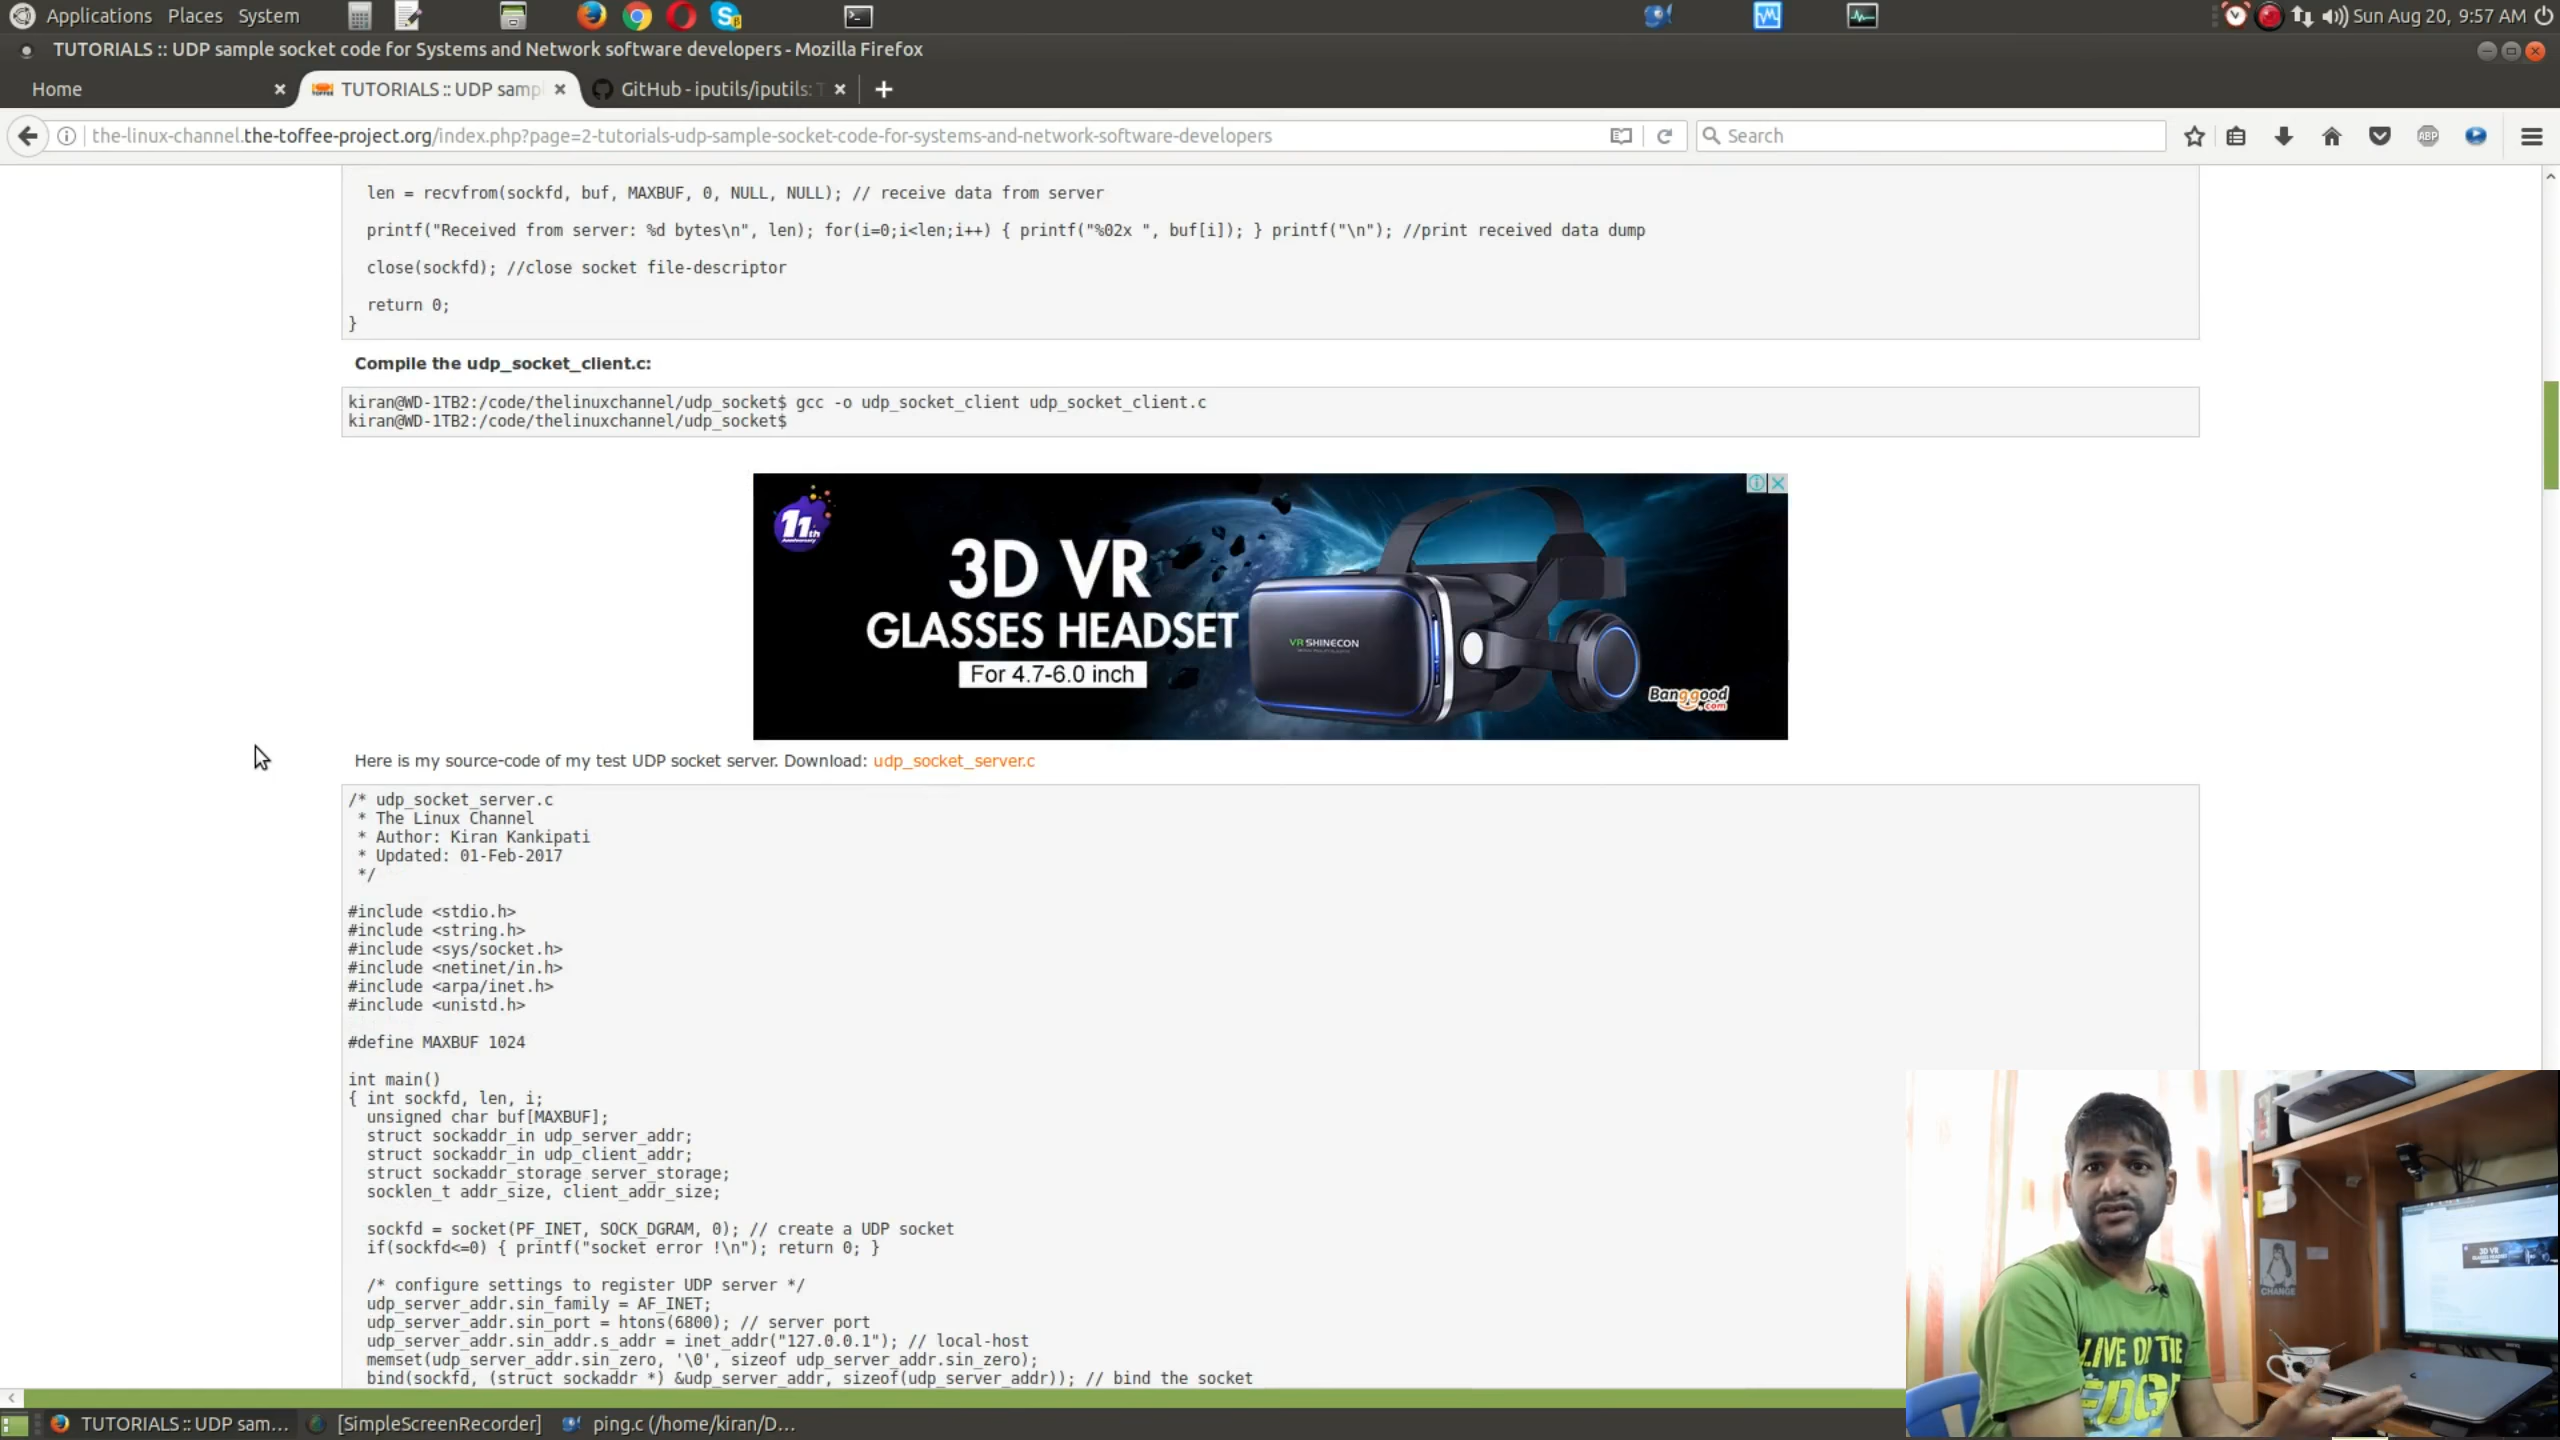 Applications Places System
Sun Aug 20, 9:57 AM
TUTORIALS :: UDP sample socket code for Systems and Network software developers - Mozilla Firefox
Home
TUTORIALS :: UDP samp
GitHub - iputils/iputils: T
the-linux-channel.the-toffee-project.org/index.php?page=2-tutorials-udp-sample-socket-code-for-systems-and-network-software-developers
Search
ABP
len = recvfrom(sockfd, buf, MAXBUF, 0, NULL, NULL); // receive data from server
printf("Received from server: %d bytes\n", len); for(i=0;i<len;i++) { printf("%02x ", buf[i]); } printf("\n"); //print received data dump
close(sockfd); //close socket file-descriptor
return 0;
}
Compile the udp_socket_client.c:
kiran@WD-1TB2:/code/thelinuxchannel/udp_socket$ gcc -o udp_socket_client udp_socket_client.c
kiran@WD-1TB2:/code/thelinuxchannel/udp_socket$
11th
Anniversary
3D VR
GLASSES HEADSET
For 4.7-6.0 inch
VR SHINECON
Banggood
.com
Here is my source-code of my test UDP socket server. Download: udp_socket_server.c
/* udp_socket_server.c
* The Linux Channel
* Author: Kiran Kankipati
* Updated: 01-Feb-2017
*/
#include <stdio.h>
#include <string.h>
#include <sys/socket.h>
#include <netinet/in.h>
#include <arpa/inet.h>
#include <unistd.h>
#define MAXBUF 1024
int main()
{ int sockfd, len, i;
unsigned char buf[MAXBUF];
struct sockaddr_in udp_server_addr;
struct sockaddr_in udp_client_addr;
struct sockaddr_storage server_storage;
socklen_t addr_size, client_addr_size;
sockfd = socket(PF_INET, SOCK_DGRAM, 0); // create a UDP socket
if(sockfd<=0) { printf("socket error !\n"); return 0; }
/* configure settings to register UDP server */
udp_server_addr.sin_family = AF_INET;
udp_server_addr.sin_port = htons(6800); // server port
udp_server_addr.sin_addr.s_addr = inet_addr("127.0.0.1"); // local-host
memset(udp_server_addr.sin_zero, '\0', sizeof udp_server_addr.sin_zero);
bind(sockfd, (struct sockaddr *) &udp_server_addr, sizeof(udp_server_addr)); // bind the socket
3D VR
CHANGE
LIVE ON THE
EDG
TUTORIALS :: UDP sam...
[SimpleScreenRecorder]
ping.c (/home/kiran/D...